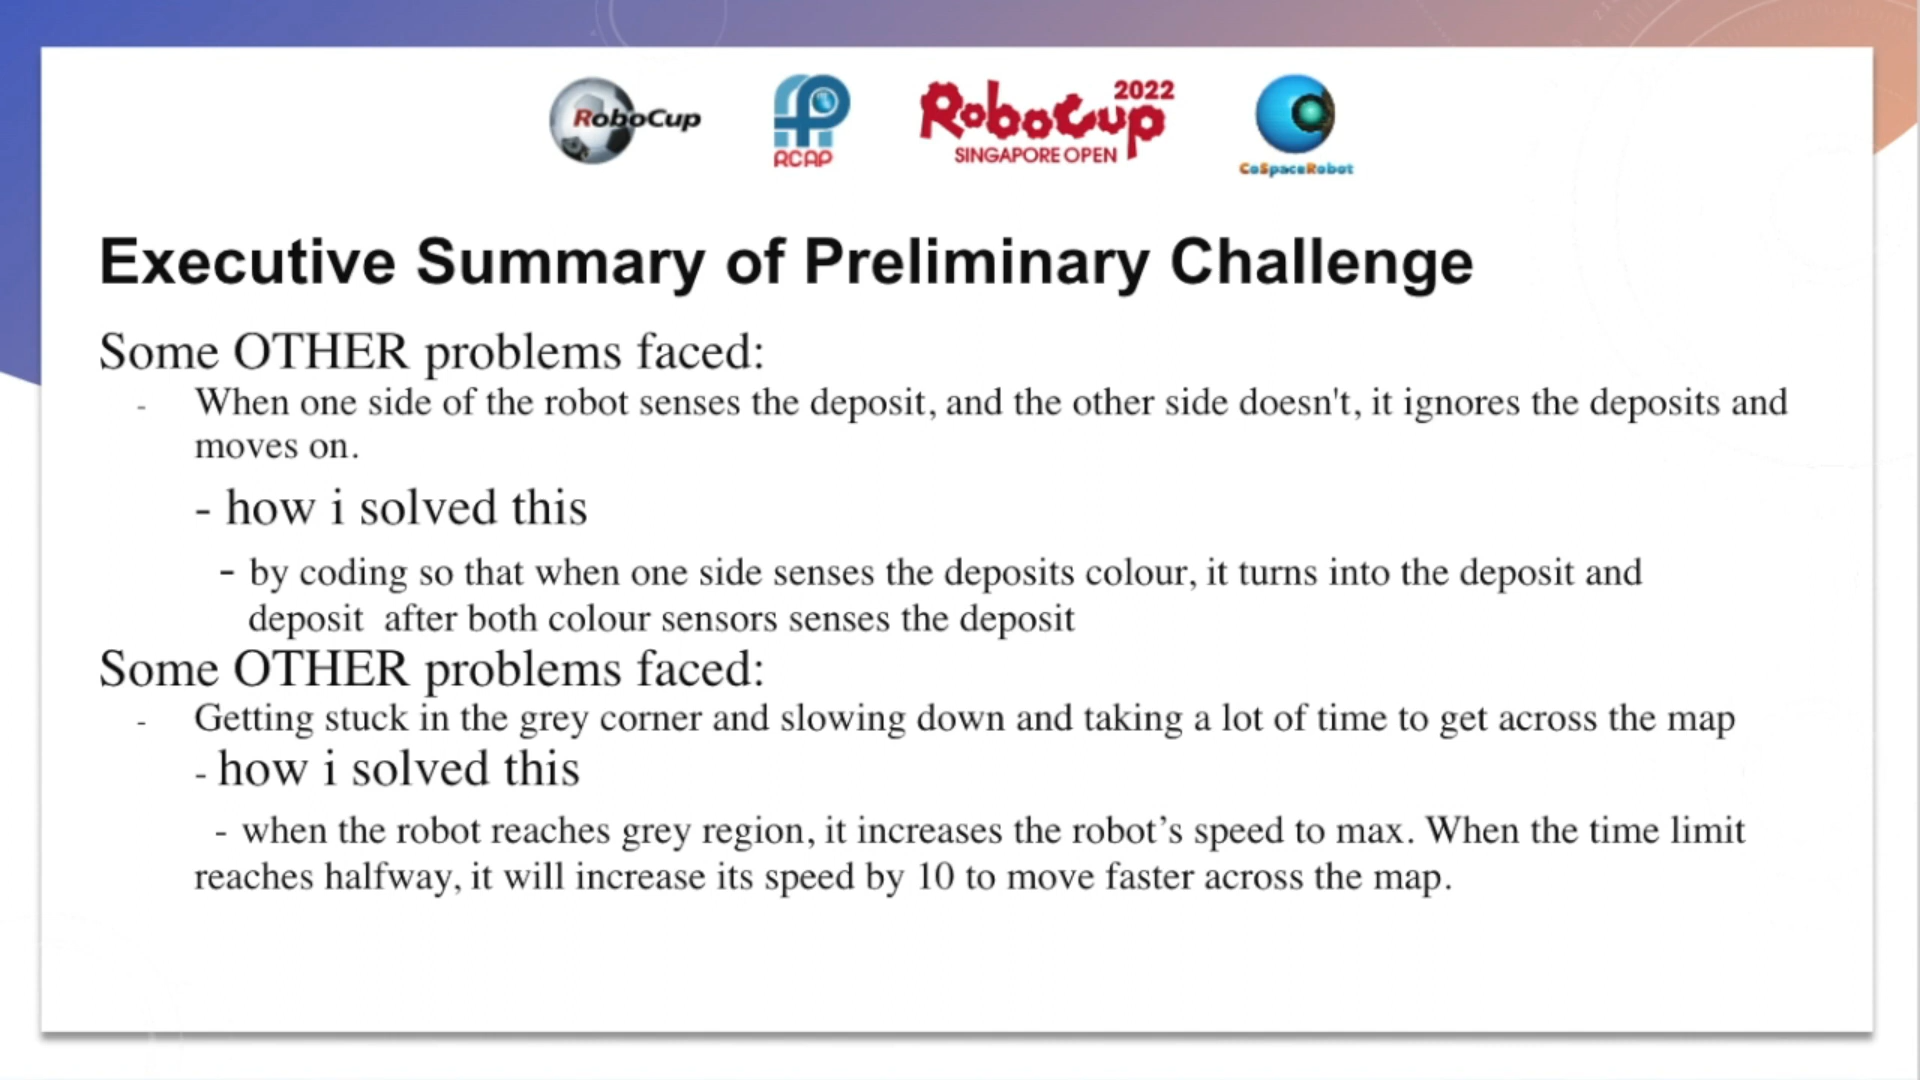 RoboCup
RCAP
2022
RoboCup
SINGAPORE OPEN
CoSpaceRobot
Executive Summary of Preliminary Challenge
Some OTHER problems faced:
- When one side of the robot senses the deposit, and the other side doesn't, it ignores the deposits and
moves on.
- how i solved this
- by coding so that when one side senses the deposits colour, it turns into the deposit and
deposit  after both colour sensors senses the deposit
Some OTHER problems faced:
- Getting stuck in the grey corner and slowing down and taking a lot of time to get across the map
- how i solved this
- when the robot reaches grey region, it increases the robot’s speed to max. When the time limit
reaches halfway, it will increase its speed by 10 to move faster across the map.